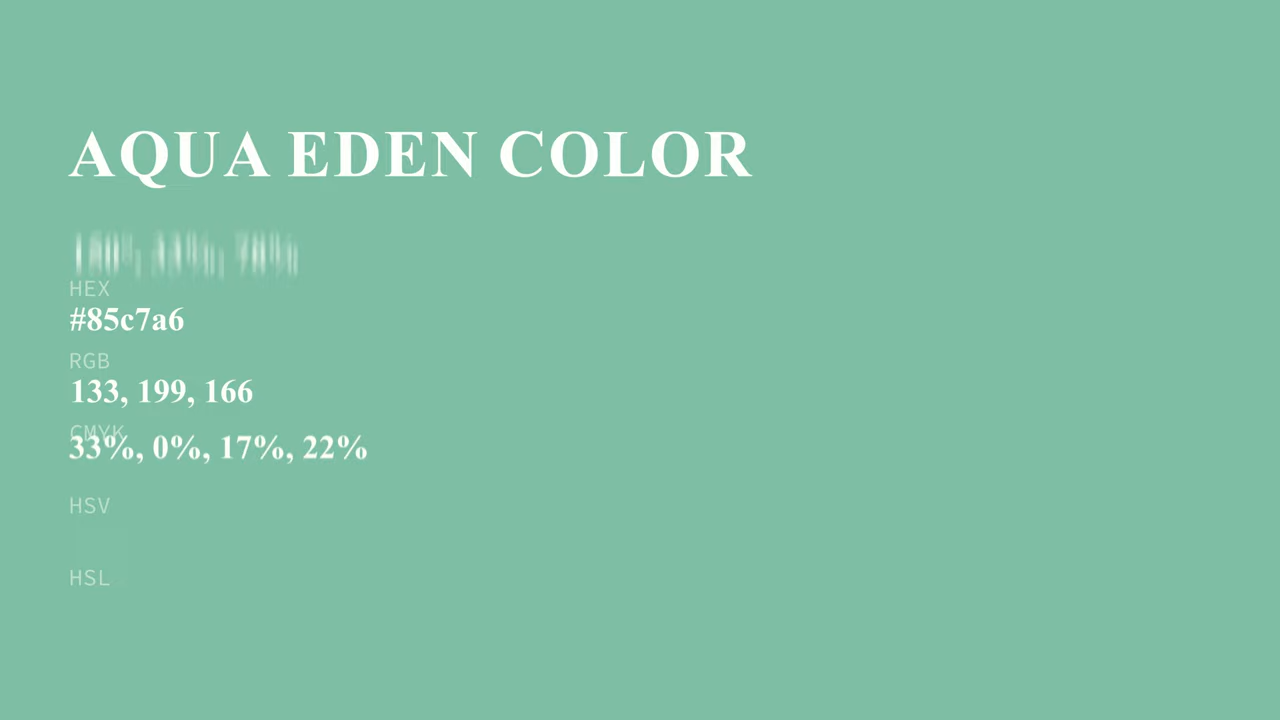 AQUA EDEN COLOR
HEX
#85c7a6
RGB
133, 199, 166
CMYK
33%, 0%, 17%, 22%
HSV
HSL